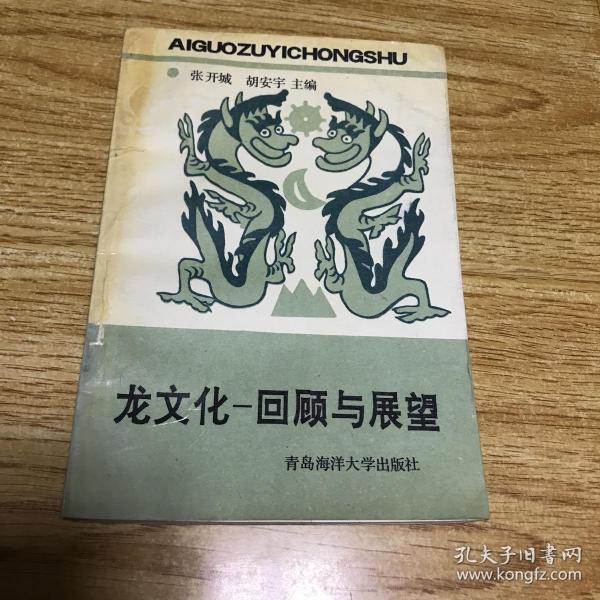 AIGUOZUYICHONGSHU
张开城 胡安宇 主编
龙文化-回顾与展望
青岛海洋大学出版社
孔夫子旧書网
www.kongfz.com